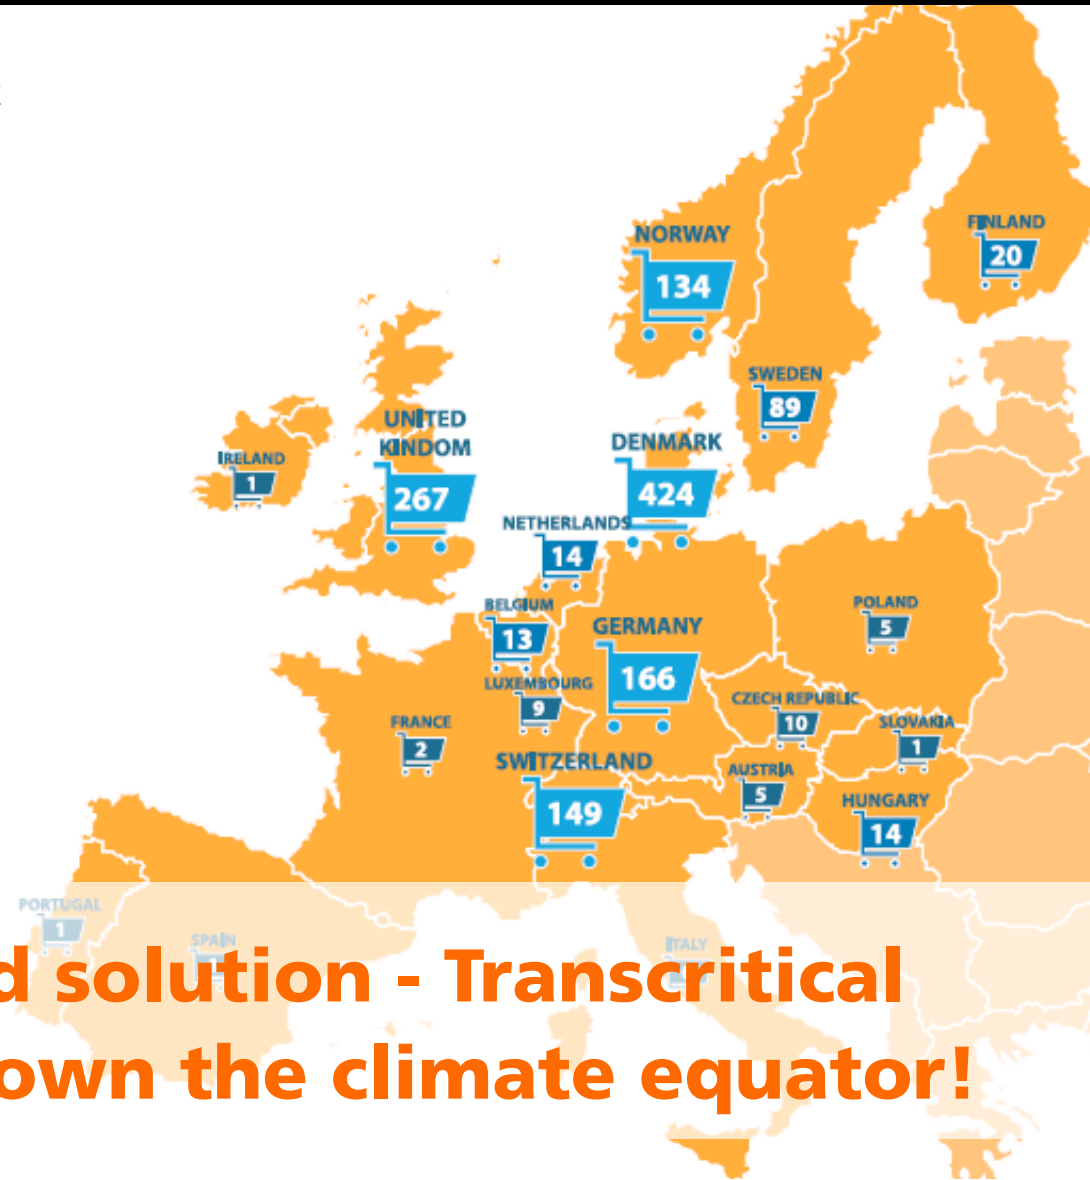 FINLAND
20
NORWAY
134
SWEDEN
89
UNITED
KINDOM
267
DENMARK
424
IRELAND
1
NETHERLANDS
14
BELGIUM
13
GERMANY
166
POLAND
5
LUXEMBOURG
9
CZECH REPUBLIC
10
FRANCE
2
SLOVAKIA
1
SWITZERLAND
149
AUSTRIA
5
HUNGARY
14
PORTUGAL
1
SPAIN
ITALY
d solution - Transcritical
own the climate equator!